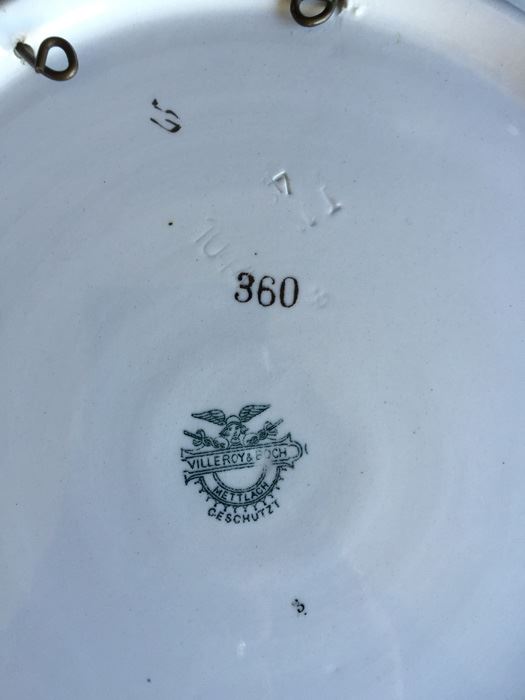 G
360
VILLEROY & BOCH
METTLACH
GESCHÜTZT